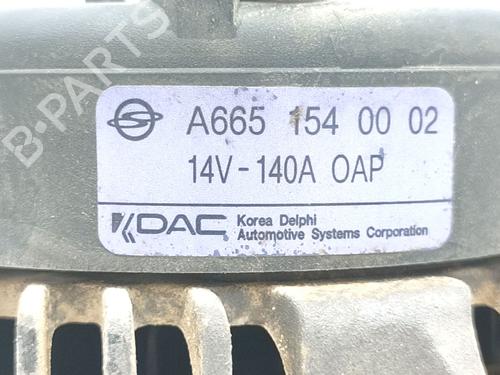 B-PARTS
A665 154 00 02
14V-140A OAP
KDAC Korea Delphi
Automotive Systems Corporation